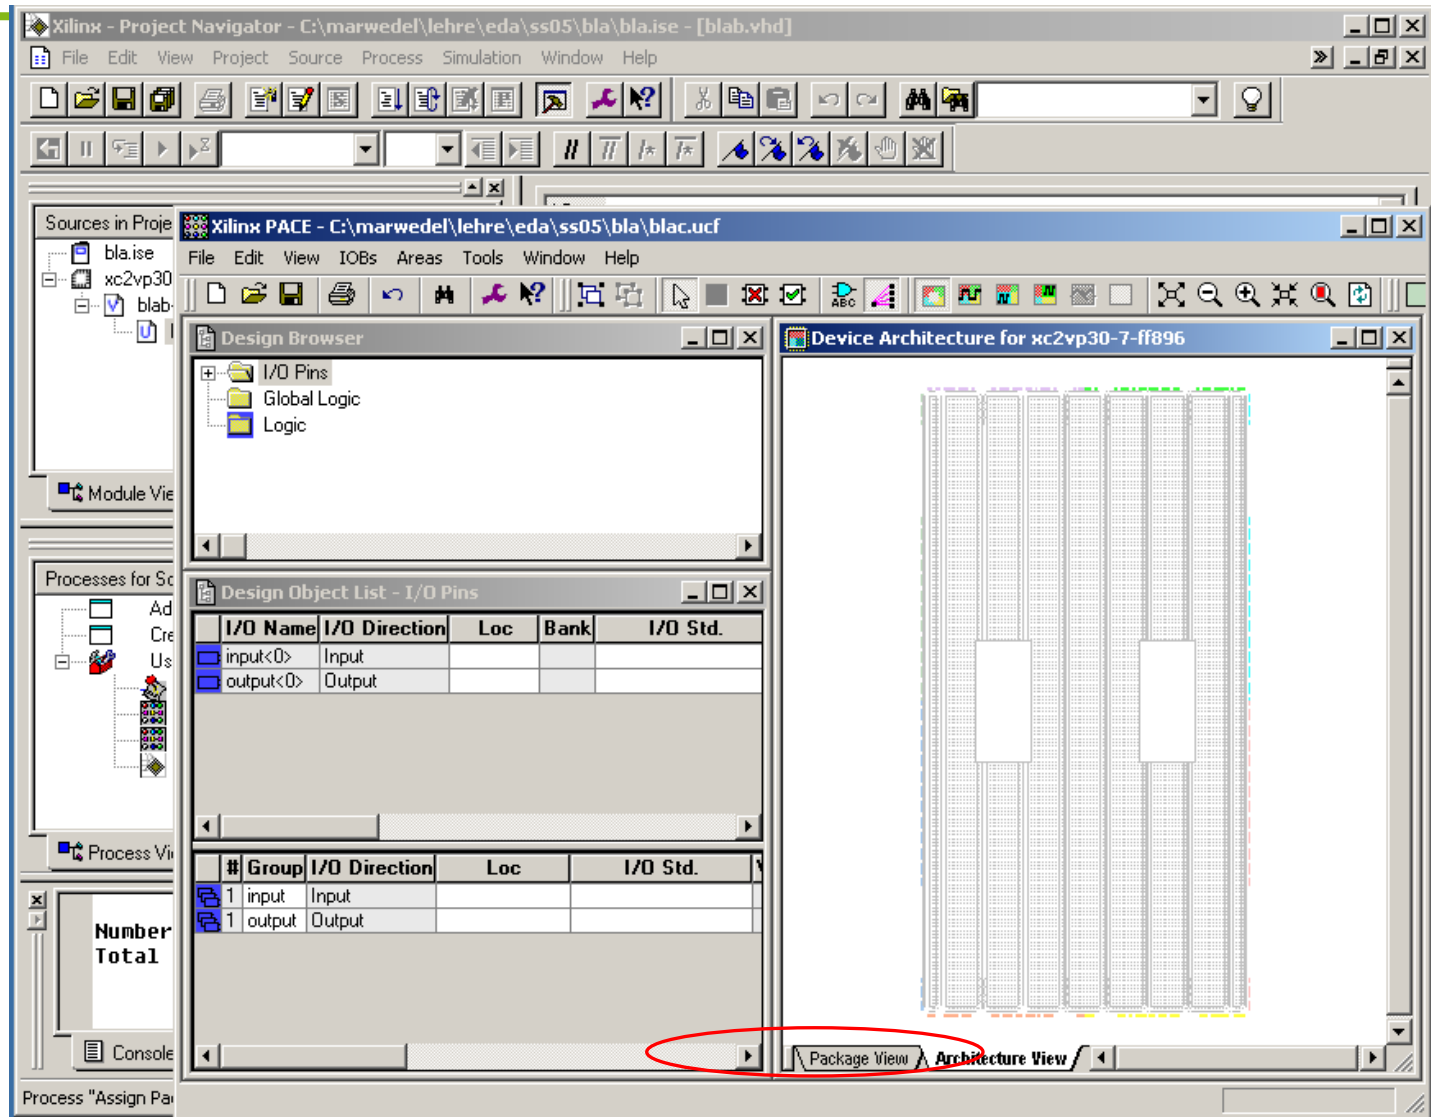 Xilinx - Project Navigator - C:\marwedel\lehre\eda\ss05\bla\bla.ise - [blab.vhd]
File Edit View Project Source Process Simulation Window Help
Sources in Proje
bla.ise
xc2vp30
blab-
Module Vie
Processes for So
Ad
Cre
Us
Process Vi
Number
Total
Console
Process "Assign Pa
Xilinx PACE - C:\marwedel\lehre\eda\ss05\bla\blac.ucf
File Edit View IOBs Areas Tools Window Help
ABC
Design Browser
I/O Pins
Global Logic
Logic
Design Object List - I/O Pins
I/O Name I/O Direction Loc Bank I/O Std.
input<0> Input
output<0> Output
# Group I/O Direction Loc I/O Std.
1 input Input
1 output Output
Device Architecture for xc2vp30-7-ff896
Package View Architecture View